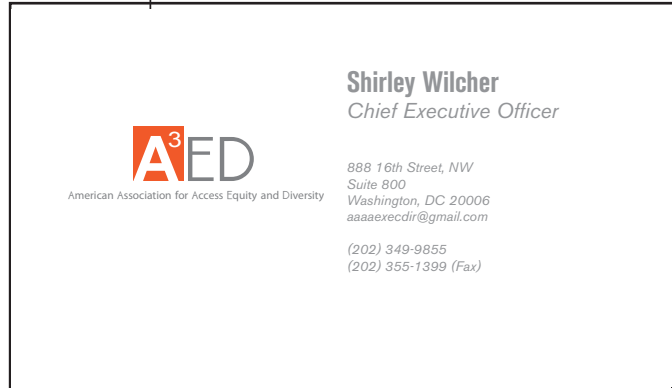 A³ED
American Association for Access Equity and Diversity
Shirley Wilcher
Chief Executive Officer
888 16th Street, NW
Suite 800
Washington, DC 20006
aaaaexecdir@gmail.com
(202) 349-9855
(202) 355-1399 (Fax)